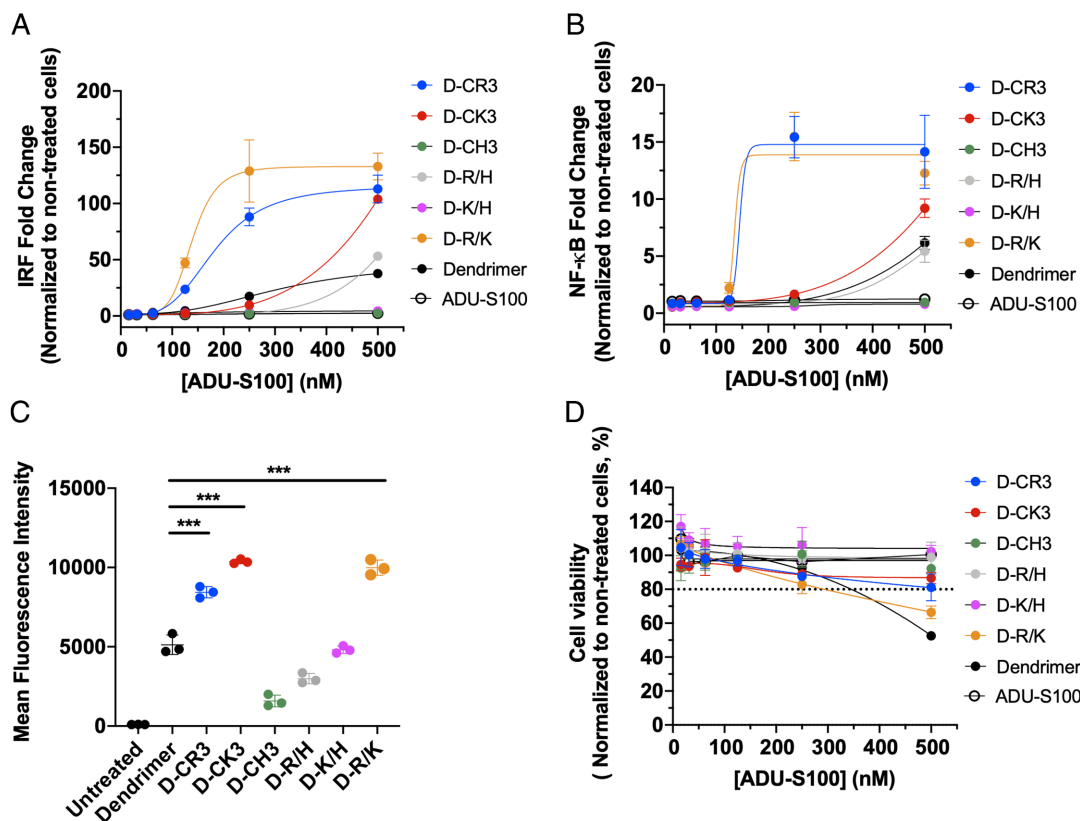 A
IRF Fold Change
(Normalized to non-treated cells)
200
150
100
50
0
0
125
250
375
500
[ADU-S100] (nM)
D-CR3
D-CK3
D-CH3
D-R/H
D-K/H
D-R/K
Dendrimer
ADU-S100
B
NF-κB Fold Change
(Normalized to non-treated cells)
20
15
10
5
0
0
100
200
300
400
500
[ADU-S100] (nM)
D-CR3
D-CK3
D-CH3
D-R/H
D-K/H
D-R/K
Dendrimer
ADU-S100
C
Mean Fluorescence Intensity
15000
10000
5000
0
***
***
***
Untreated
Dendrimer
D-CR3
D-CK3
D-CH3
D-R/H
D-K/H
D-R/K
D
Cell viability
( Normalized to non-treated cells, %)
140
120
100
80
60
40
20
0
0
100
200
300
400
500
[ADU-S100] (nM)
D-CR3
D-CK3
D-CH3
D-R/H
D-K/H
D-R/K
Dendrimer
ADU-S100